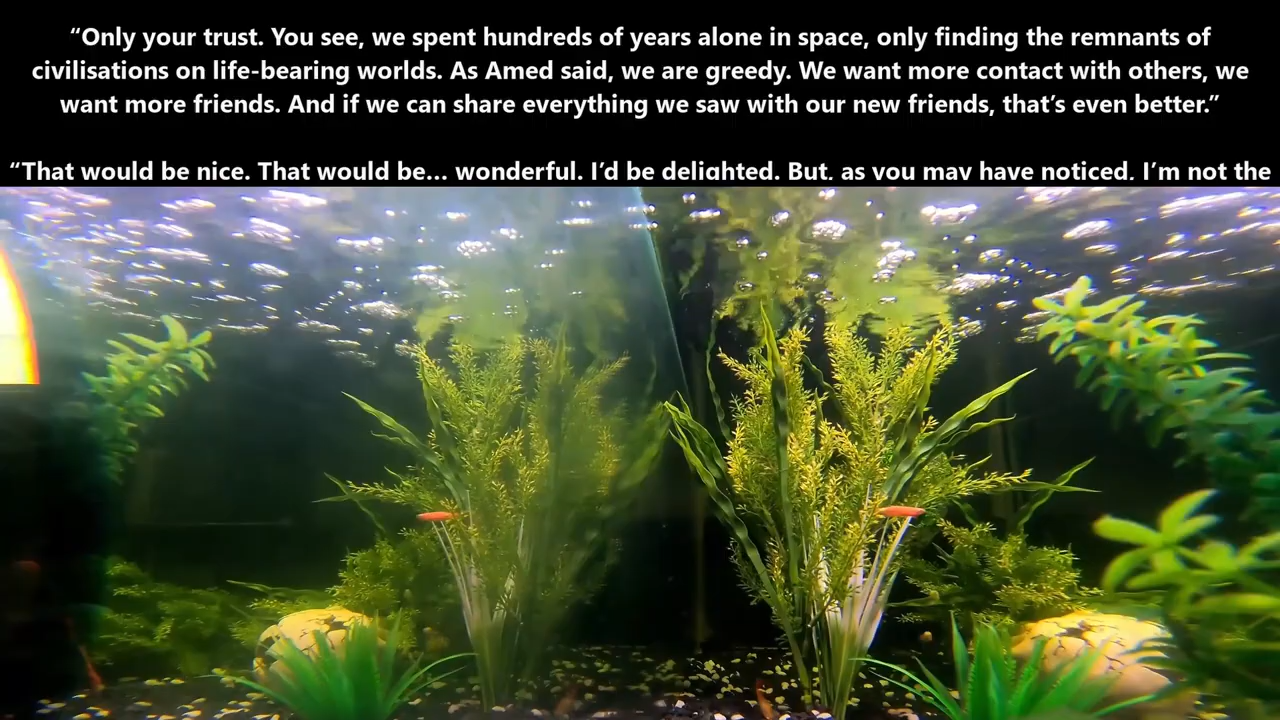 “Only your trust. You see, we spent hundreds of years alone in space, only finding the remnants of
civilisations on life-bearing worlds. As Amed said, we are greedy. We want more contact with others, we
want more friends. And if we can share everything we saw with our new friends, that’s even better.”
“That would be nice. That would be… wonderful. I’d be delighted. But, as you may have noticed, I’m not the